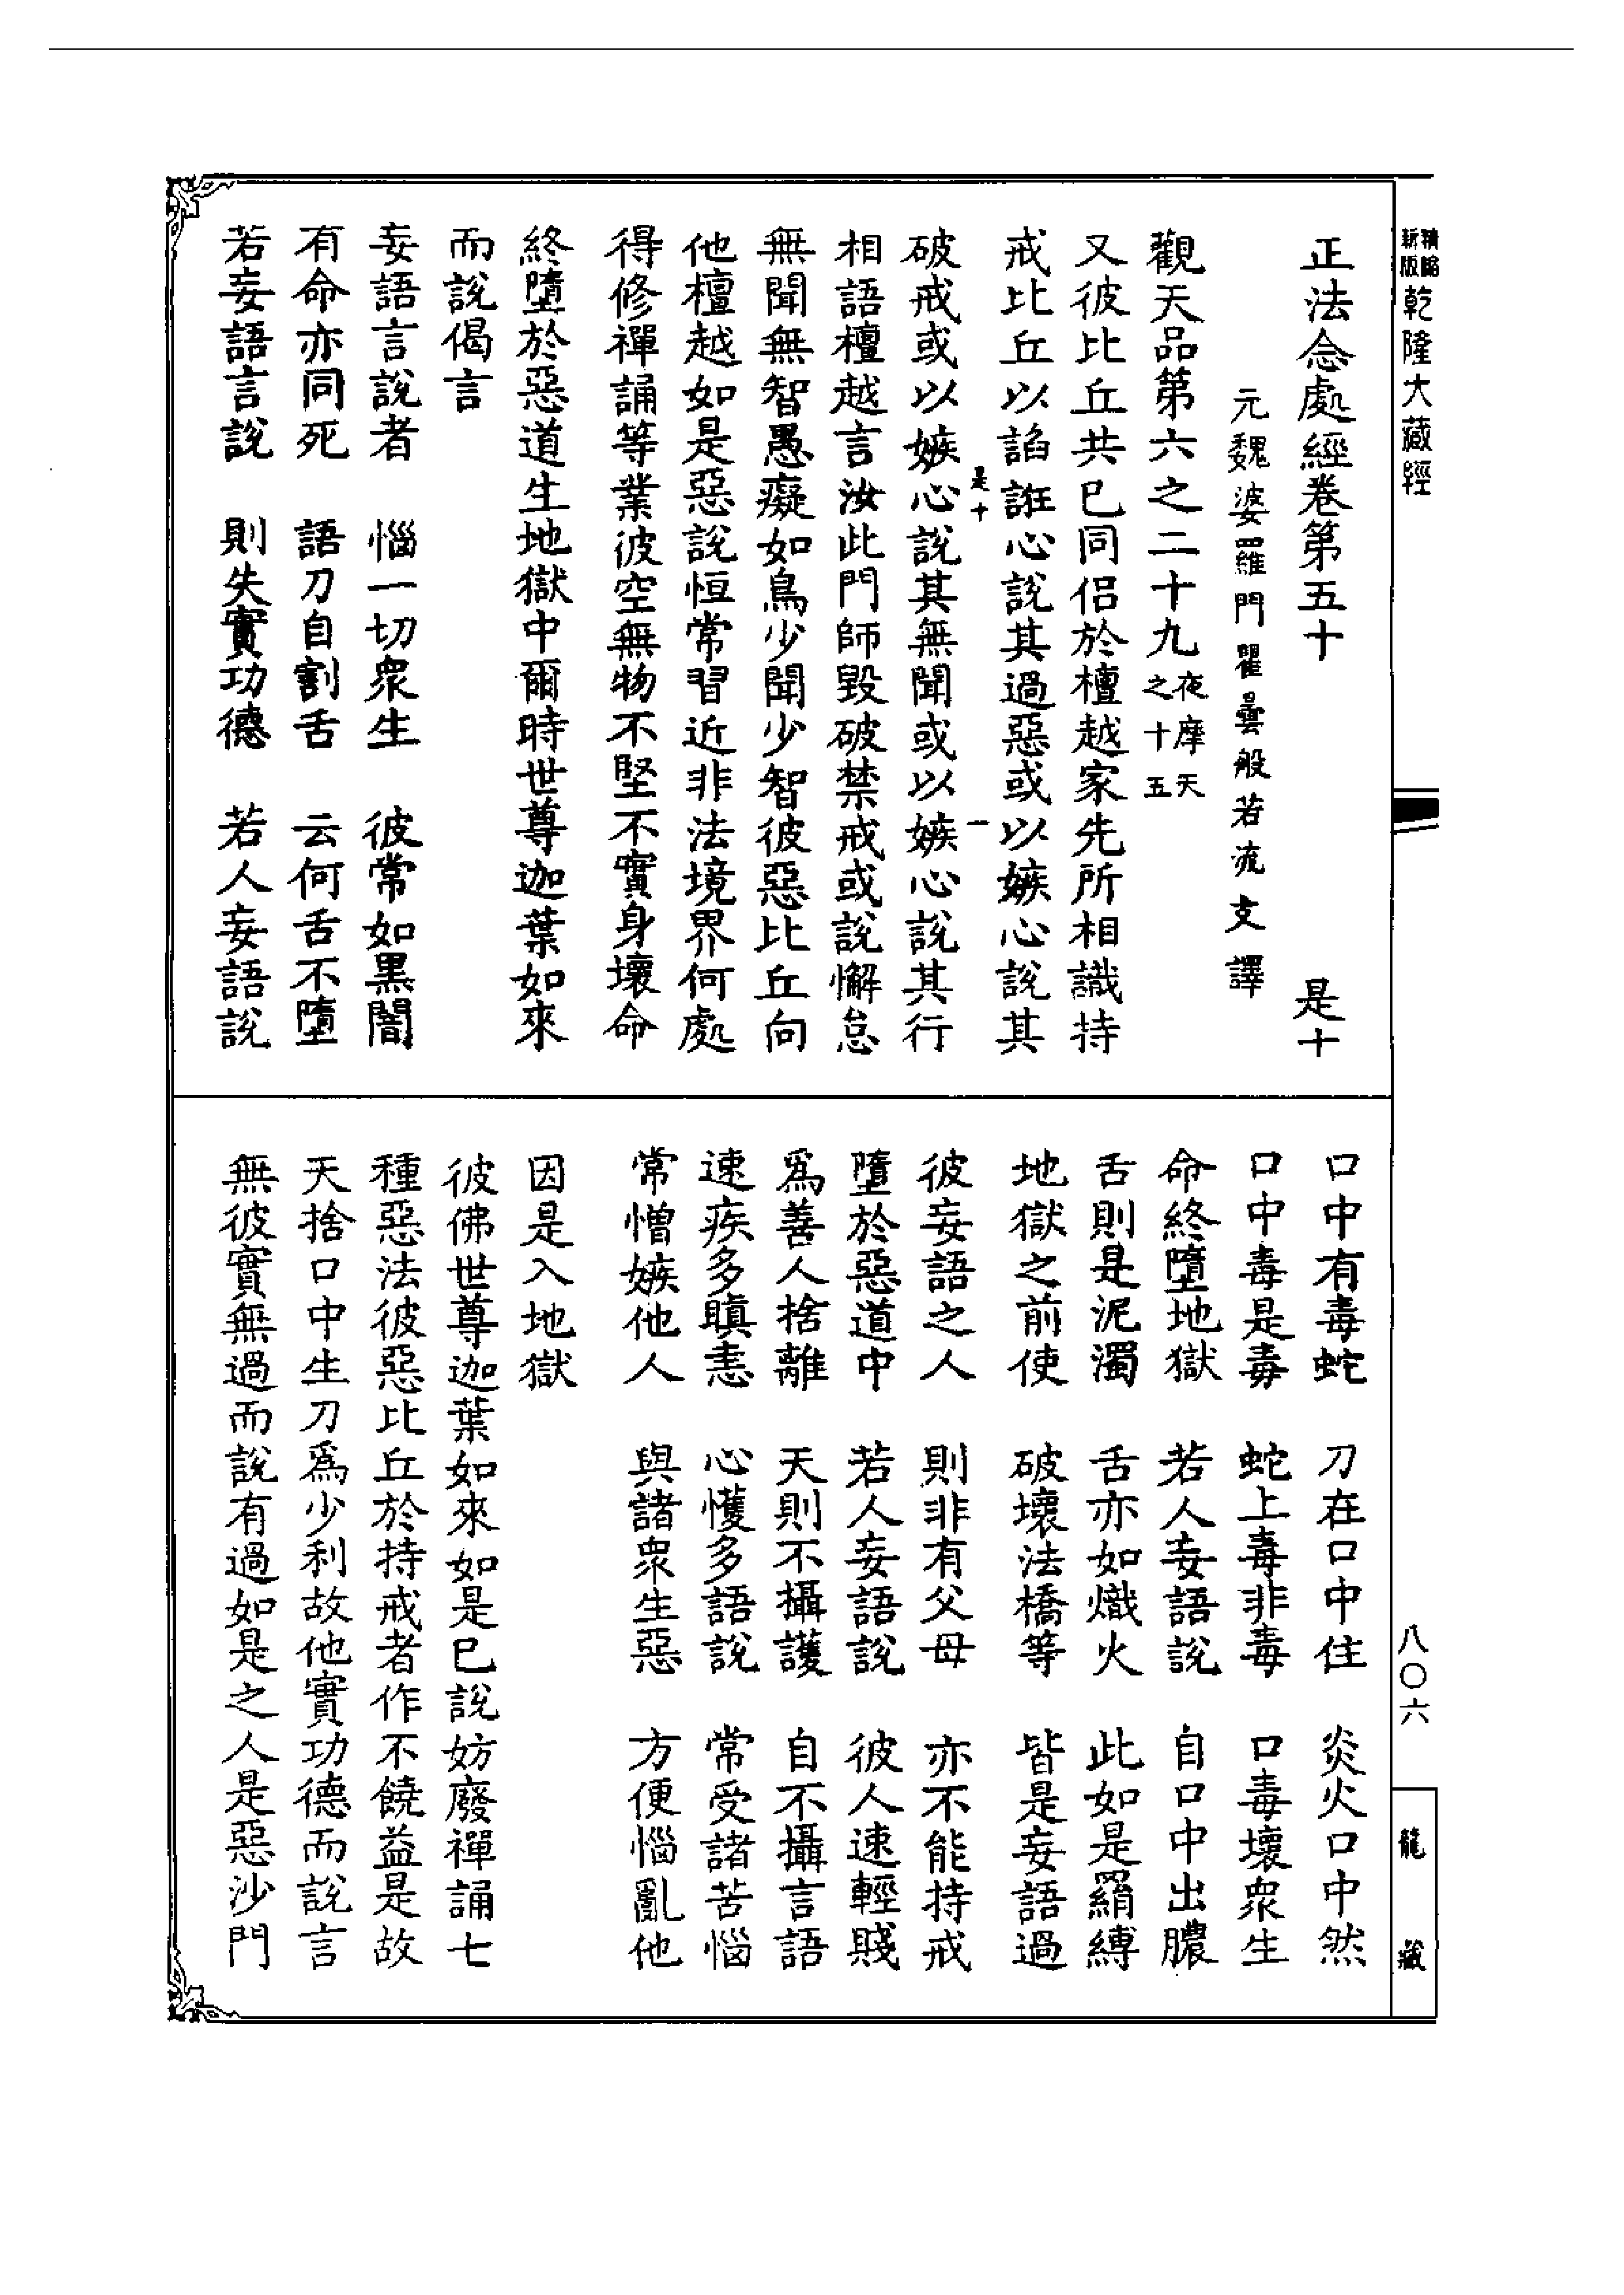 新版
精縮
乾隆大藏經
正法念處經卷第五十 是十
元魏婆羅門瞿曇般若流支譯
觀天品第六之二十九夜摩天之十五
又彼比丘共已同侶於檀越家先所相識持
戒比丘以諂誑心說其過惡或以嫉心說其
是十 一
破戒或以嫉心說其無聞或以嫉心說其行
相語檀越言汝此門師毀破禁戒或說懈怠
無聞無智愚癡如鳥少聞少智彼惡比丘向
他檀越如是惡說恒常習近非法境界何處
得修禪誦等業彼空無物不堅不實身壞命
終墮於惡道生地獄中爾時世尊迦葉如來
而說偈言
妄語言說者 惱一切衆生 彼常如黑闇
有命亦同死 語刀自割舌 云何舌不墮
若妄語言說 則失實功德 若人妄語說
口中有毒蛇 刀在口中住 炎火口中然
口中毒是毒 蛇上毒非毒 口毒壞衆生
命終墮地獄 若人妄語說 自口中出膿
舌則是泥濁 舌亦如熾火 此如是羂縛
地獄之前使 破壞法橋等 皆是妄語過
彼妄語之人 則非有父母 亦不能持戒
墮於惡道中 若人妄語說 彼人速輕賤
爲善人捨離 天則不攝護 自不攝言語
速疾多瞋恚 心懱多語說 常受諸苦惱
常憎嫉他人 與諸衆生惡 方便惱亂他
因是入地獄
彼佛世尊迦葉如來如是已說妨廢禪誦七
種惡法彼惡比丘於持戒者作不饒益是故
天捨口中生刀爲少利故他實功德而說言
無彼實無過而說有過如是之人是惡沙門
八〇六
龍藏